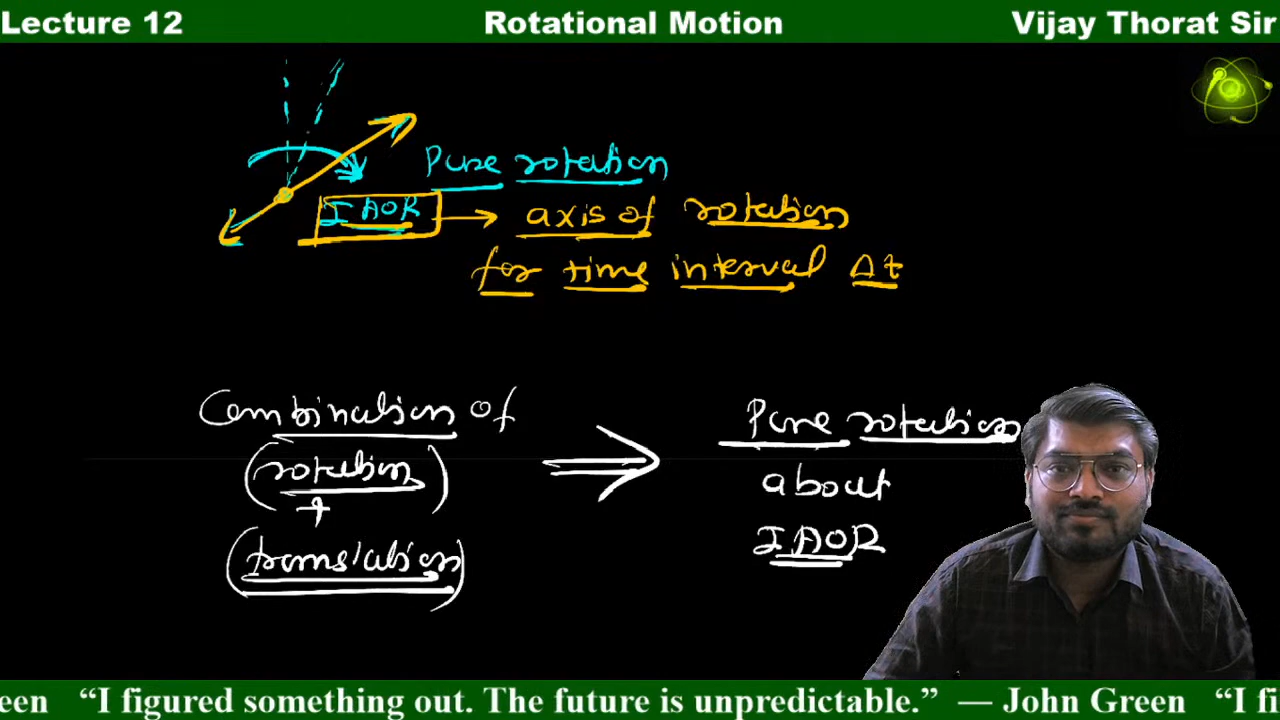 Lecture 12
Rotational Motion
Vijay Thorat Sir
Pure rotation
IAOR → axis of rotation
for time interval Δt
Combination of
(rotation)
+
(translation)
⇒
Pure rotation
about
IAOR
een “I figured something out. The future is unpredictable.” — John Green “I fi